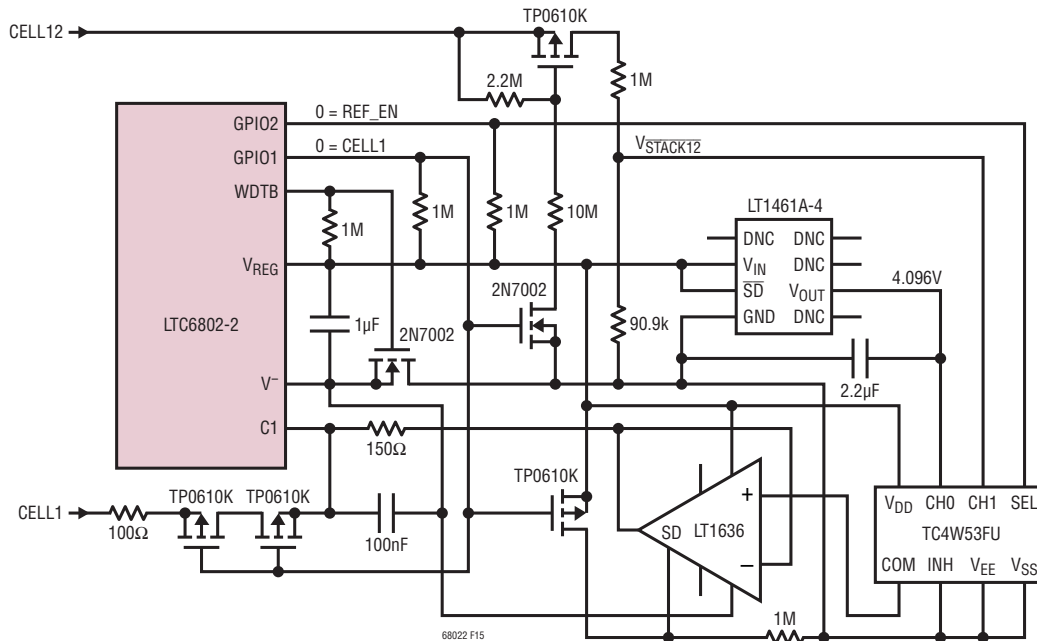 CELL12
TP0610K
2.2M
1M
GPIO2
0 = REF_EN
GPIO1
0 = CELL1
WDTB
VSTACK12
1M
1M
1M
10M
LT1461A-4
DNC DNC
VIN DNC
SD VOUT
GND DNC
4.096V
VREG
LTC6802-2
1µF
2N7002
2N7002
90.9k
2.2µF
V–
C1
150Ω
TP0610K TP0610K
TP0610K
CELL1
100Ω
100nF
+
SD LT1636
–
VDD CH0 CH1 SEL
TC4W53FU
COM INH VEE VSS
1M
68022 F15